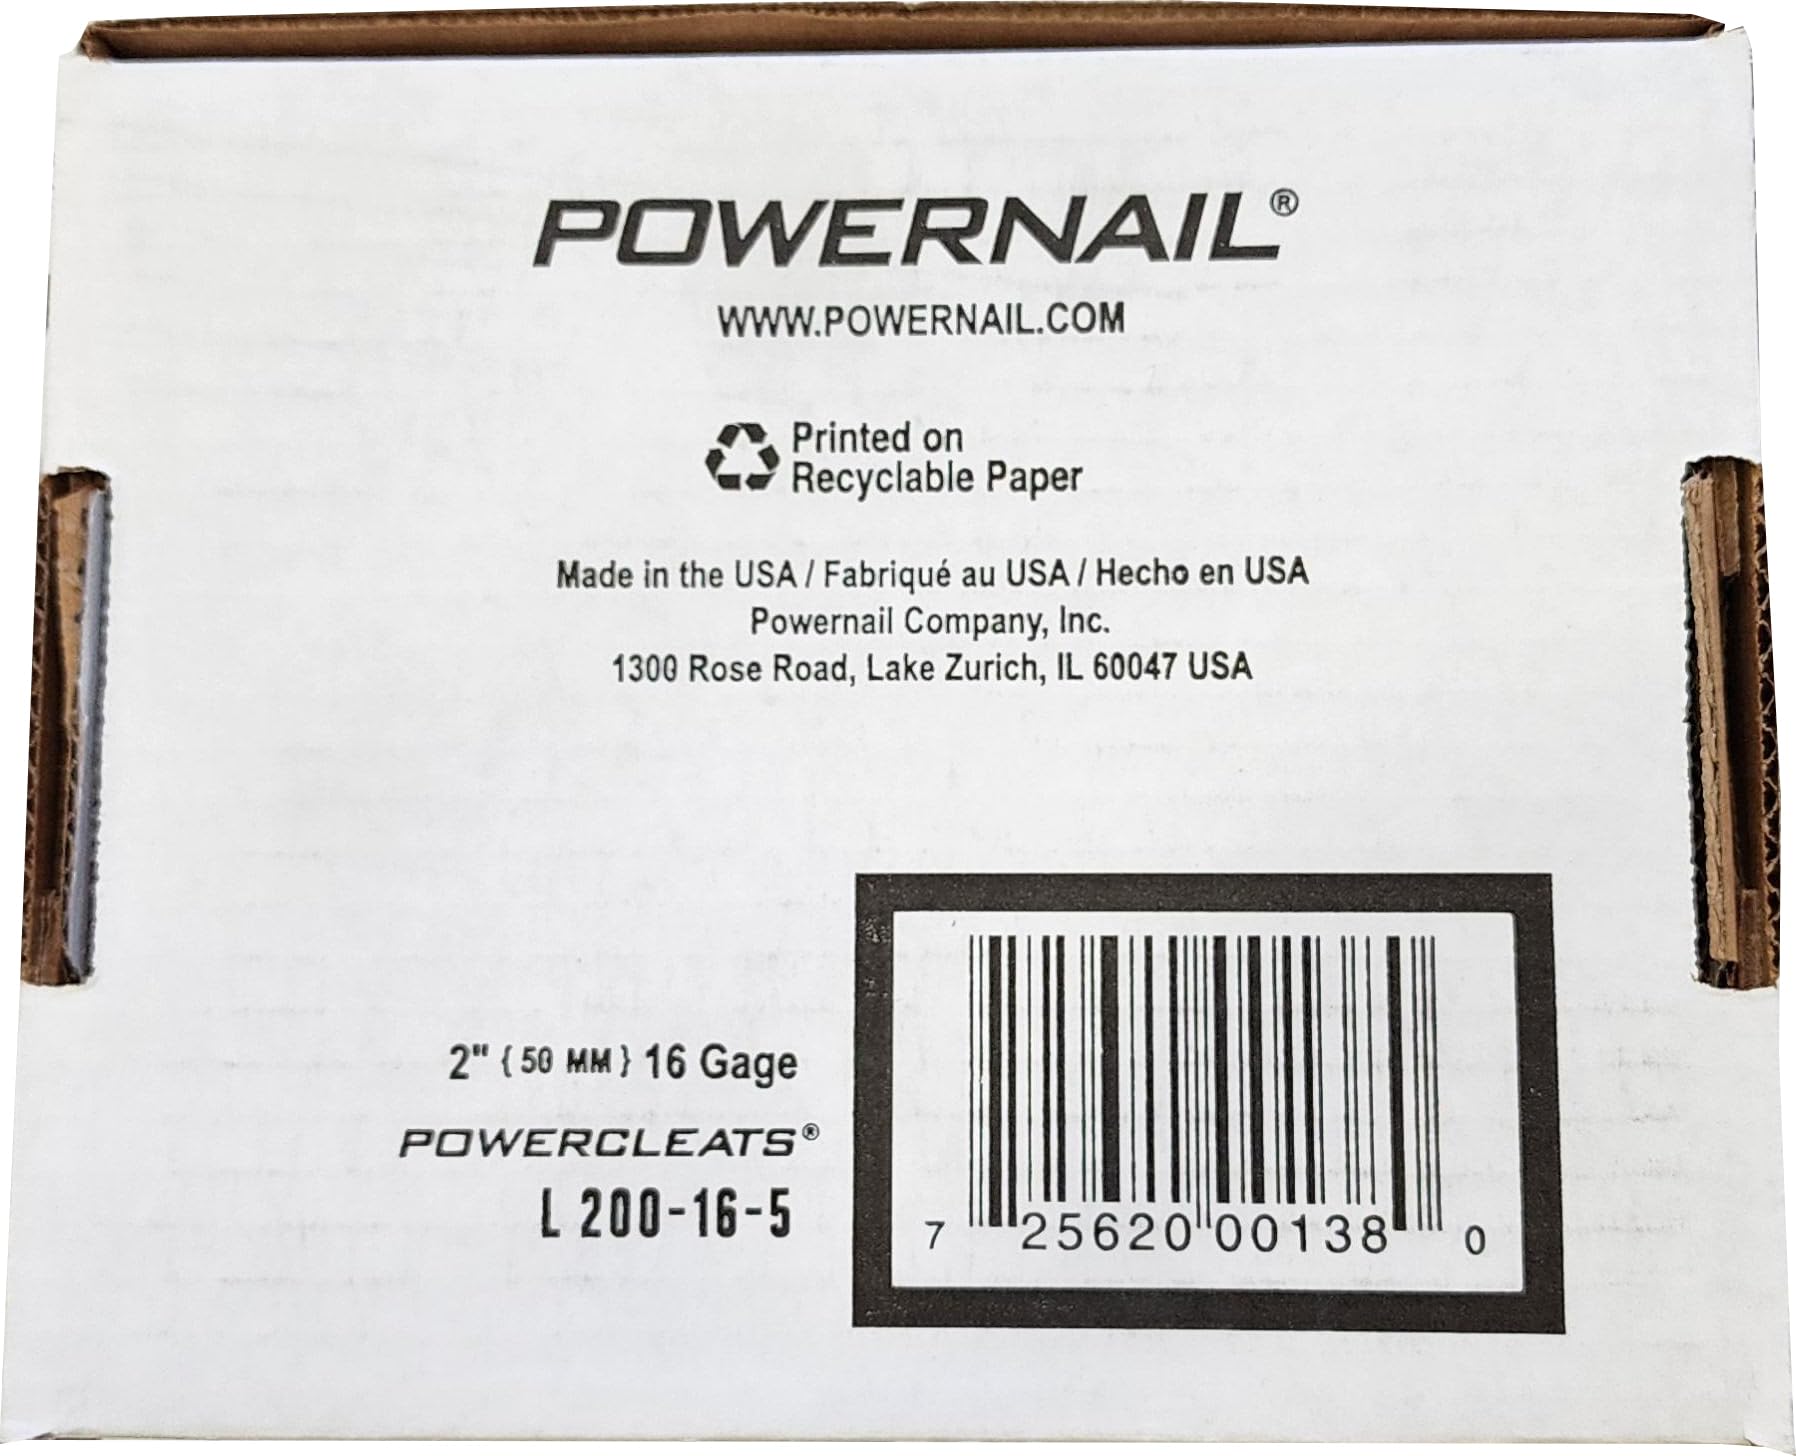 POWERNAIL®
WWW.POWERNAIL.COM
Printed on
Recyclable Paper
Made in the USA / Fabriqué au USA / Hecho en USA
Powernail Company, Inc.
1300 Rose Road, Lake Zurich, IL 60047 USA
2" { 50 MM } 16 Gage
POWERCLEATS®
L 200-16-5
7 25620 00138 0